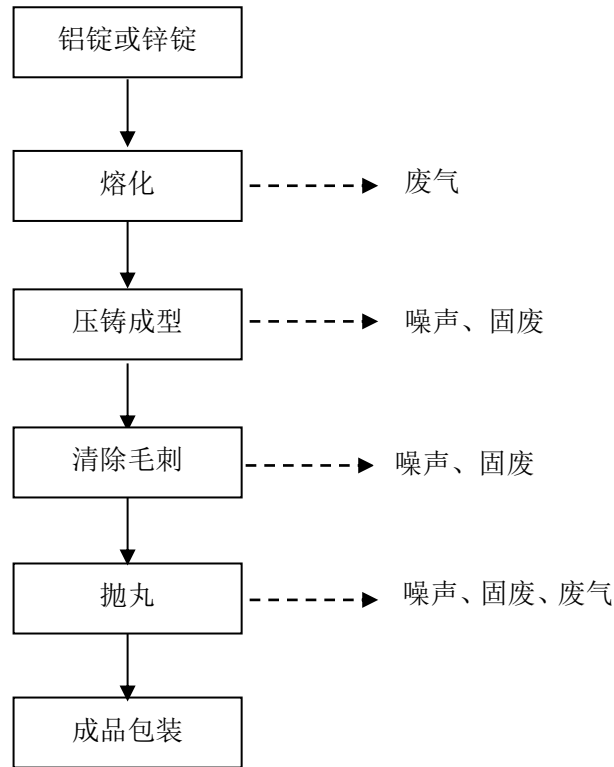 铝锭或锌锭
熔化
废气
压铸成型
噪声、固废
清除毛刺
噪声、固废
抛丸
噪声、固废、废气
成品包装